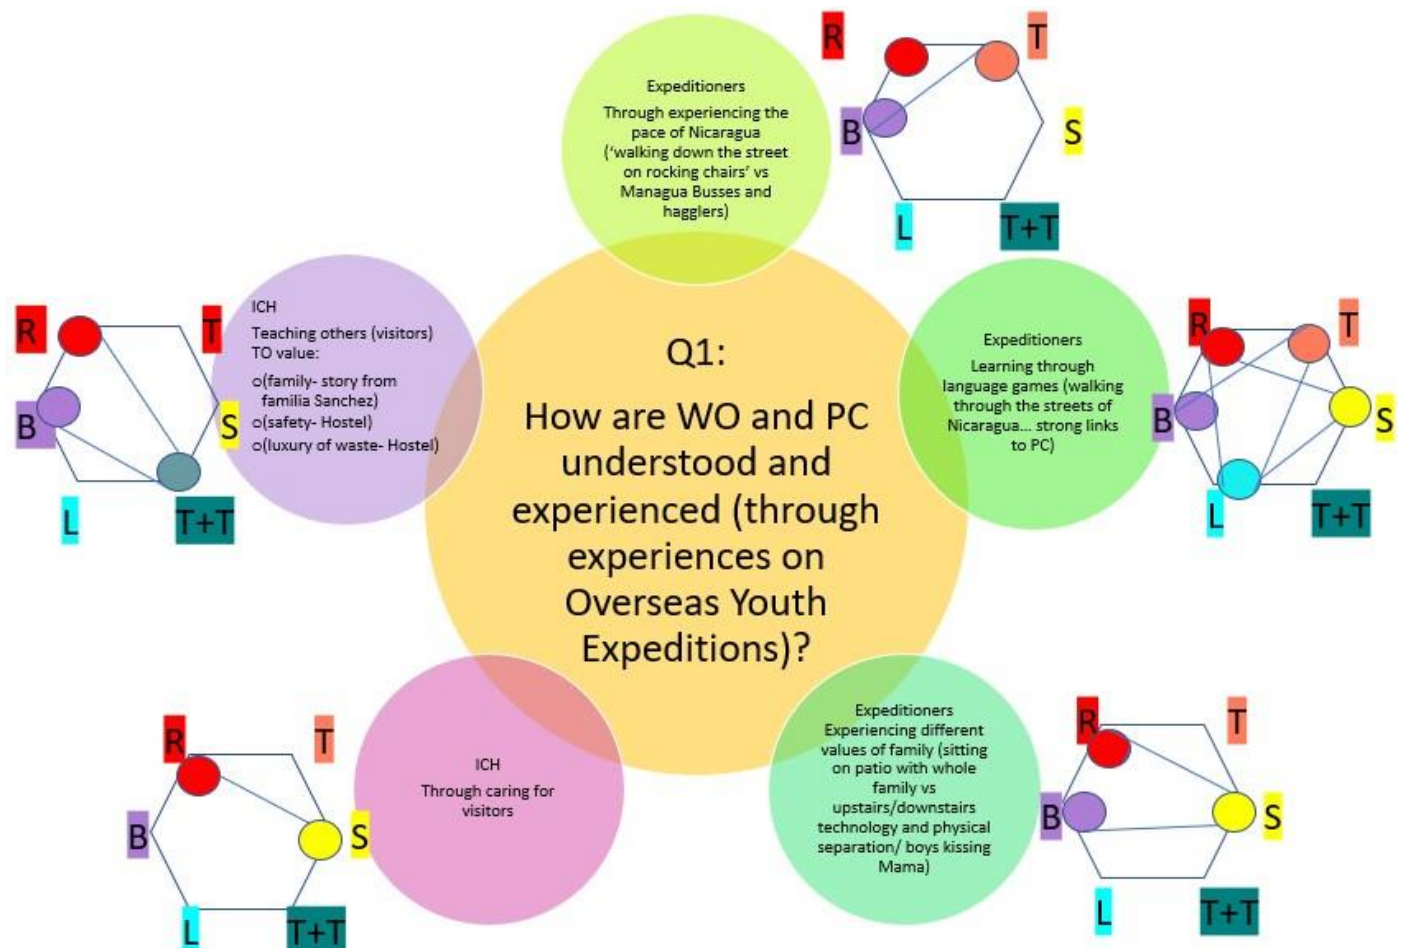 Expeditioners
Through experiencing the
pace of Nicaragua
(‘walking down the street
on rocking chairs’ vs
Managua Busses and
hagglers)
R
T
B
S
L
T+T
ICH
Teaching others (visitors)
TO value:
o(family- story from
familia Sanchez)
o(safety- Hostel)
o(luxury of waste- Hostel)
R
T
B
S
L
T+T
Q1:
How are WO and PC
understood and
experienced (through
experiences on
Overseas Youth
Expeditions)?
Expeditioners
Learning through
language games (walking
through the streets of
Nicaragua... strong links
to PC)
R
T
B
S
L
T+T
R
T
B
S
L
T+T
ICH
Through caring for
visitors
Expeditioners
Experiencing different
values of family (sitting
on patio with whole
family vs
upstairs/downstairs
technology and physical
separation/ boys kissing
Mama)
R
T
B
S
L
T+T